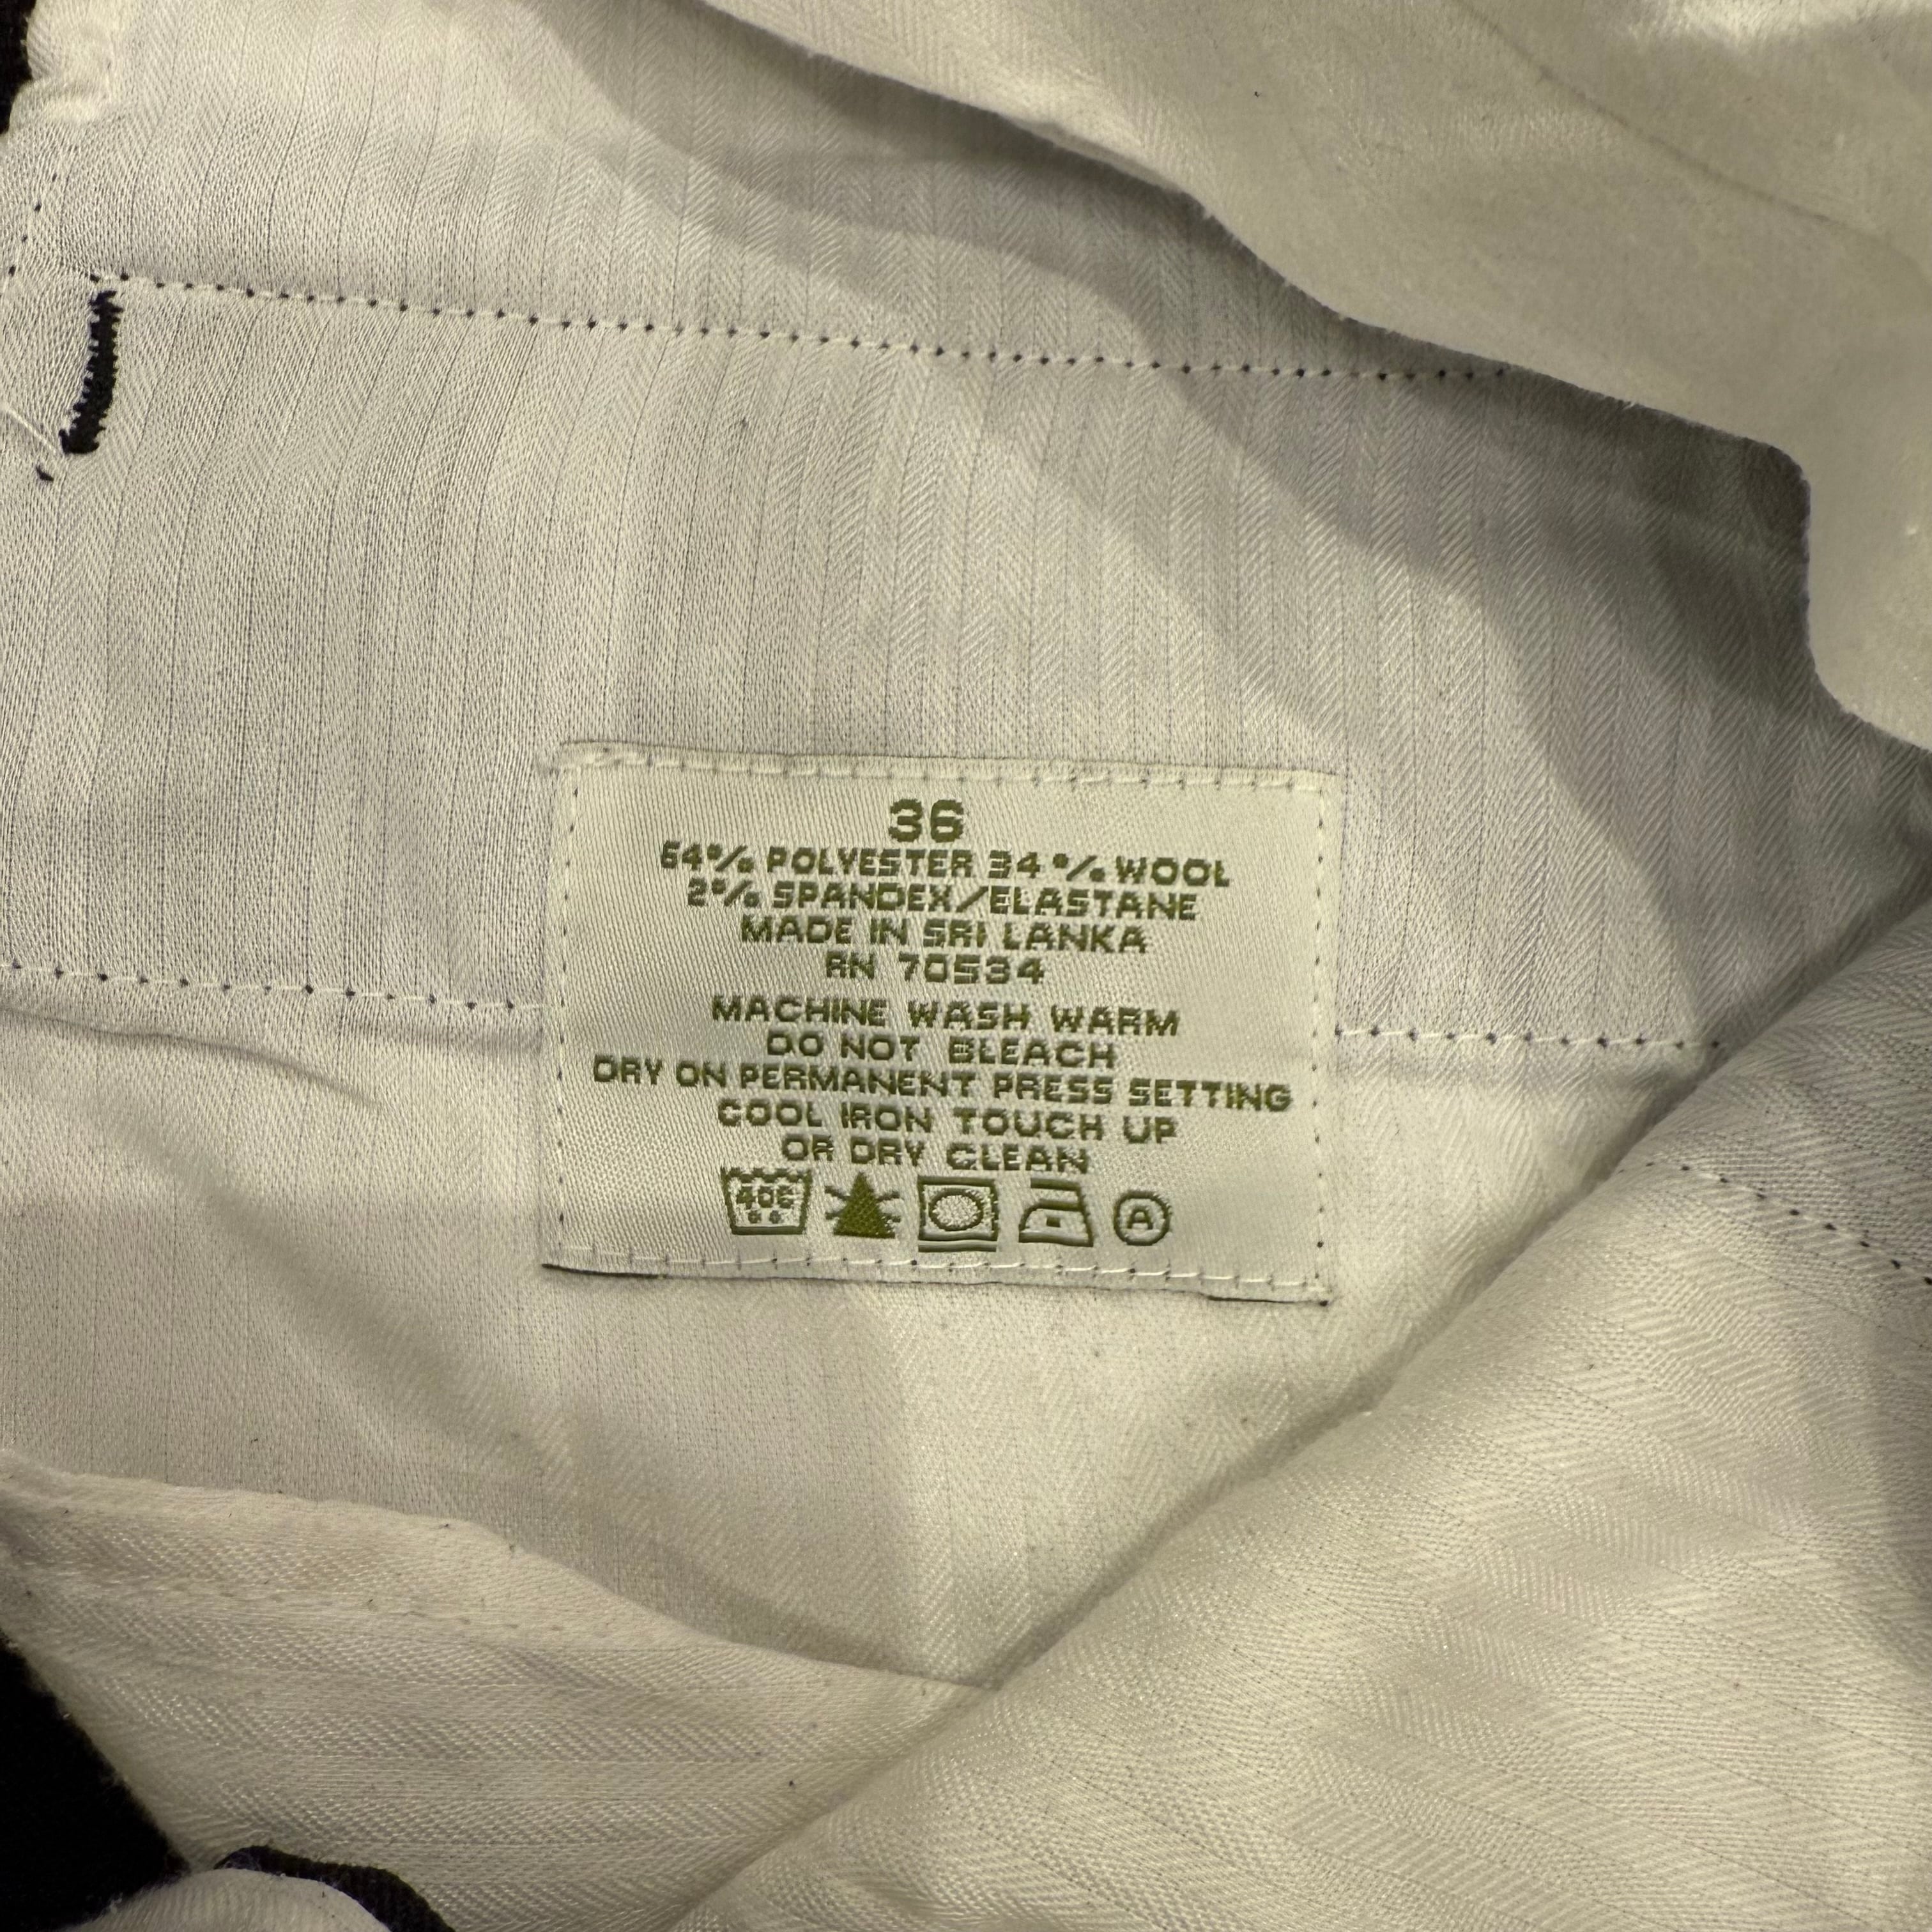 36
64% POLYESTER 34% WOOL
2% SPANDEX/ELASTANE
MADE IN SRI LANKA
RN 70534
MACHINE WASH WARM
DO NOT BLEACH
DRY ON PERMANENT PRESS SETTING
COOL IRON TOUCH UP
OR DRY CLEAN
A